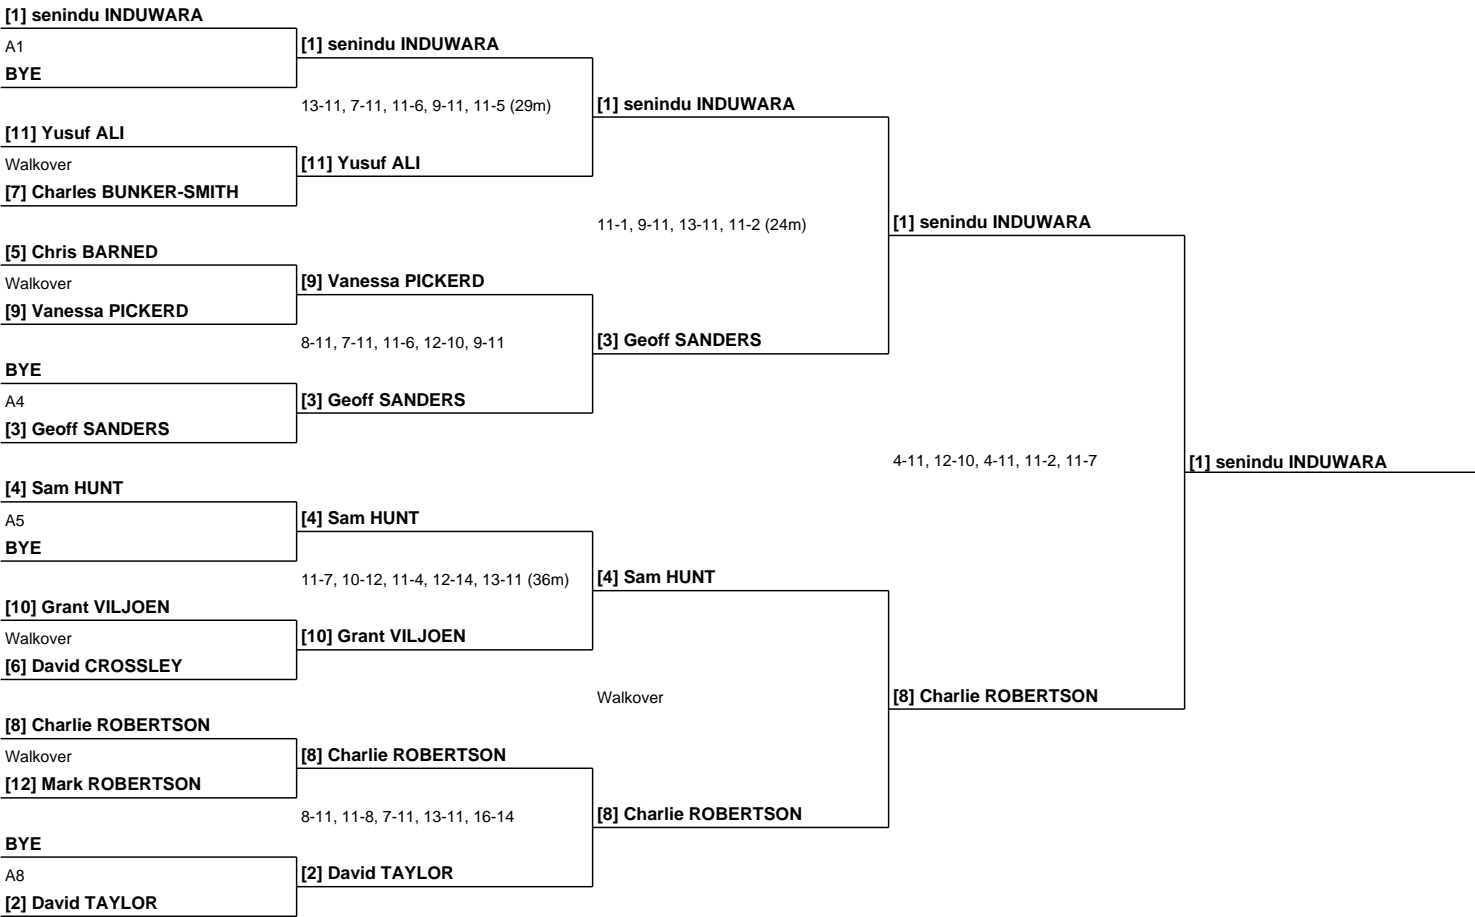 [1] senindu INDUWARA
A1
BYE
[1] senindu INDUWARA
13-11, 7-11, 11-6, 9-11, 11-5 (29m)
[1] senindu INDUWARA
[11] Yusuf ALI
Walkover
[7] Charles BUNKER-SMITH
[11] Yusuf ALI
11-1, 9-11, 13-11, 11-2 (24m)
[1] senindu INDUWARA
[5] Chris BARNED
Walkover
[9] Vanessa PICKERD
[9] Vanessa PICKERD
8-11, 7-11, 11-6, 12-10, 9-11
[3] Geoff SANDERS
BYE
A4
[3] Geoff SANDERS
[3] Geoff SANDERS
4-11, 12-10, 4-11, 11-2, 11-7
[1] senindu INDUWARA
[4] Sam HUNT
A5
BYE
[4] Sam HUNT
11-7, 10-12, 11-4, 12-14, 13-11 (36m)
[4] Sam HUNT
[10] Grant VILJOEN
Walkover
[6] David CROSSLEY
[10] Grant VILJOEN
Walkover
[8] Charlie ROBERTSON
[8] Charlie ROBERTSON
Walkover
[12] Mark ROBERTSON
[8] Charlie ROBERTSON
8-11, 11-8, 7-11, 13-11, 16-14
[8] Charlie ROBERTSON
BYE
A8
[2] David TAYLOR
[2] David TAYLOR